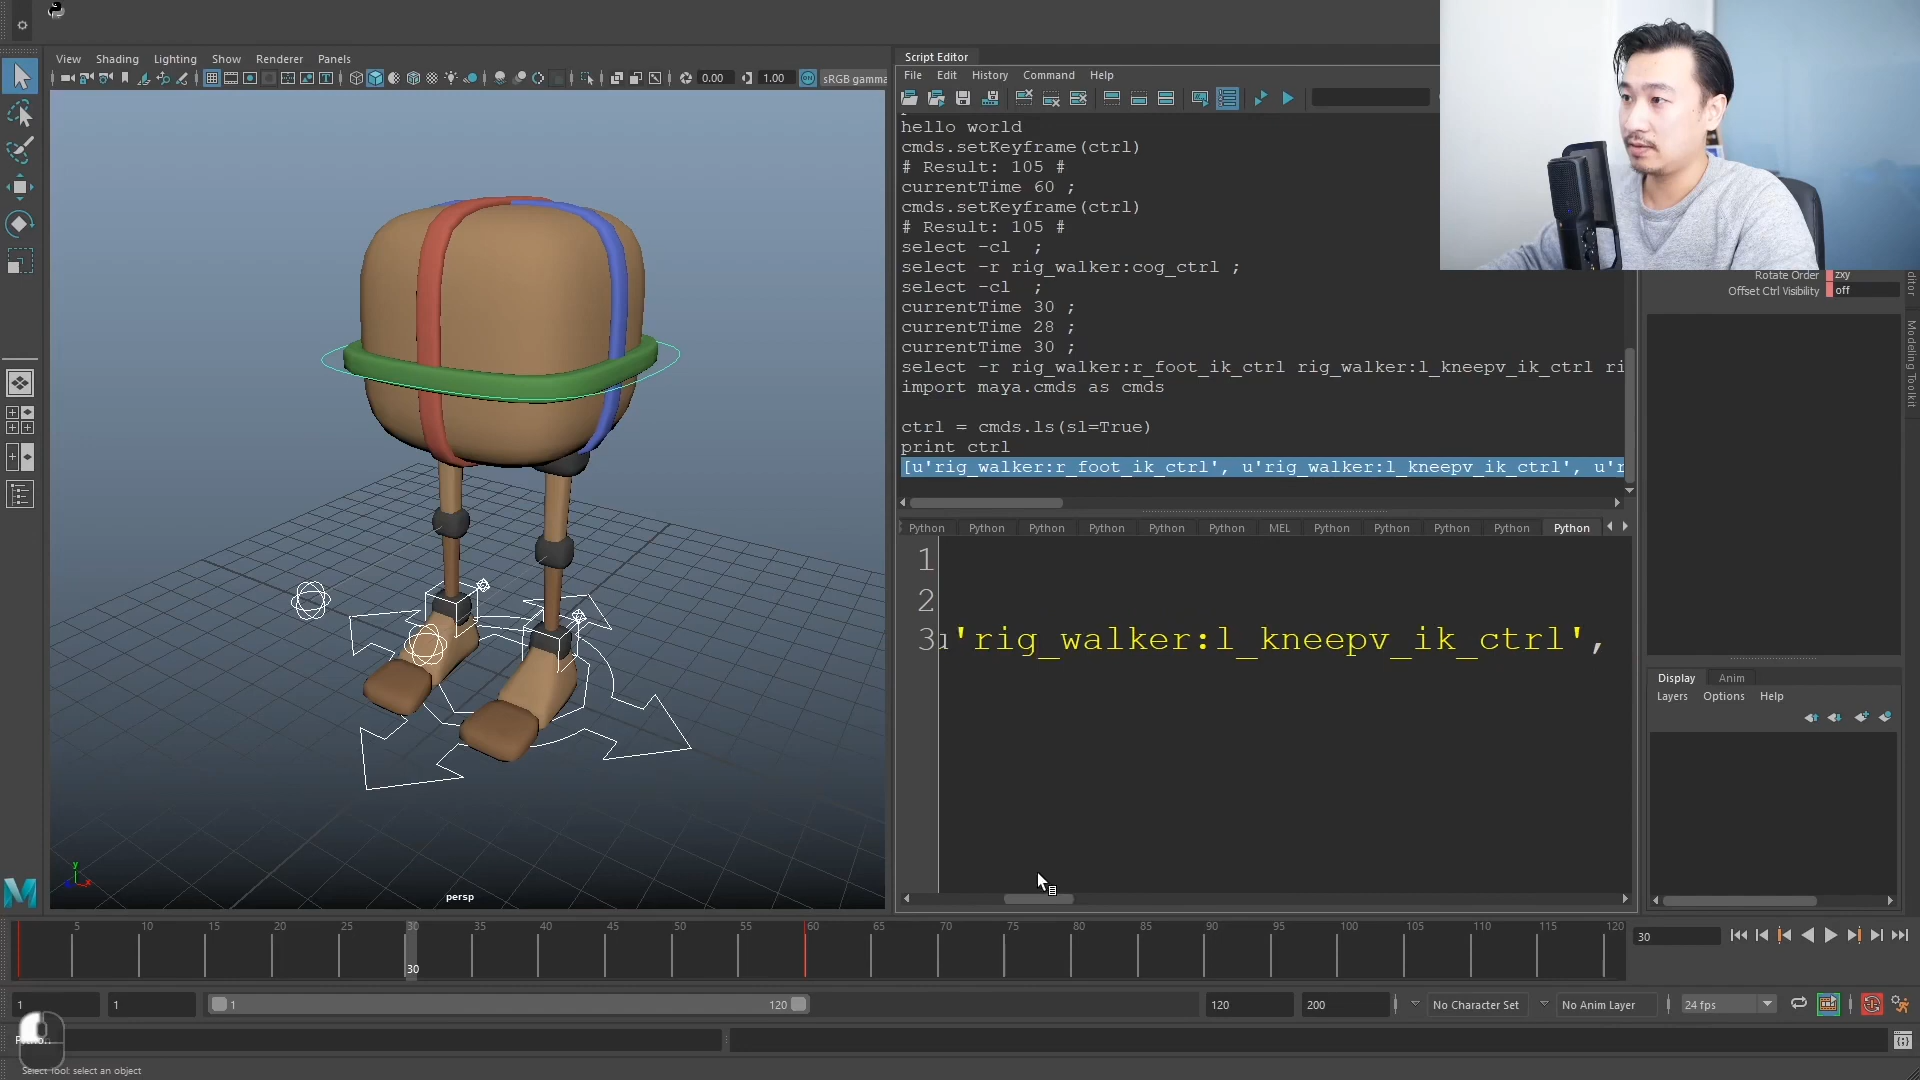 View Shading Lighting Show Renderer Panels
0.00 1.00 sRGB gamma
Script Editor
File Edit History Command Help
hello world
cmds.setKeyframe(ctrl)
# Result: 105 #
currentTime 60 ;
cmds.setKeyframe(ctrl)
# Result: 105 #
select -cl  ;
select -r rig_walker:cog_ctrl ;
select -cl  ;
currentTime 30 ;
currentTime 28 ;
currentTime 30 ;
select -r rig_walker:r_foot_ik_ctrl rig_walker:l_kneepv_ik_ctrl ri
import maya.cmds as cmds
ctrl = cmds.ls(sl=True)
print ctrl
[u'rig_walker:r_foot_ik_ctrl', u'rig_walker:l_kneepv_ik_ctrl', u'r
Python Python Python Python Python Python MEL Python Python Python Python Python
1
2
3 u'rig_walker:l_kneepv_ik_ctrl',
Rotate Order zxy
Offset Ctrl Visibility off
Modeling Toolkit
Display Anim
Layers Options Help
y
x
persp
5 10 15 20 25 30 35 40 45 50 55 60 65 70 75 80 85 90 95 100 105 110 115 120
30
30
1 1 1 120 120 200 No Character Set No Anim Layer 24 fps
Select Tool: select an object